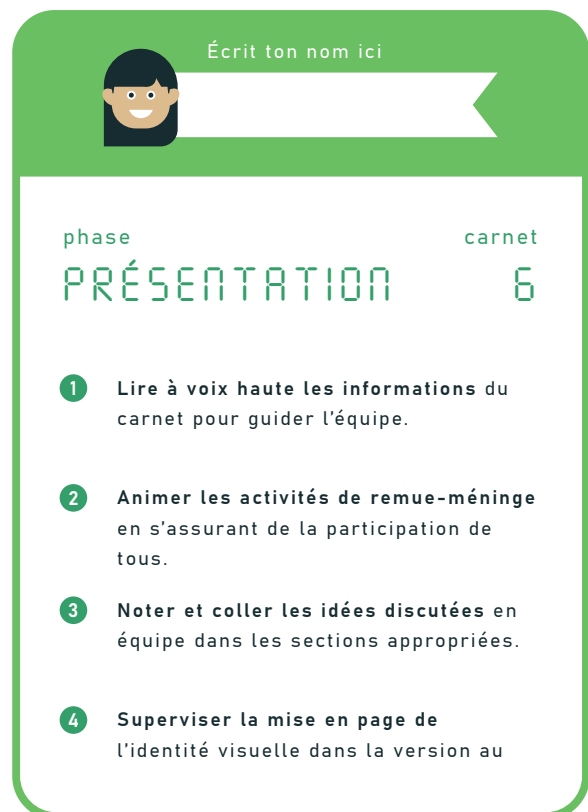 Écrit ton nom ici
phase
carnet
PRÉSENTATION
6
1 Lire à voix haute les informations du
carnet pour guider l'équipe.
2 Animer les activités de remue-méninge
en s'assurant de la participation de
tous.
3 Noter et coller les idées discutées en
équipe dans les sections appropriées.
4 Superviser la mise en page de
l'identité visuelle dans la version au